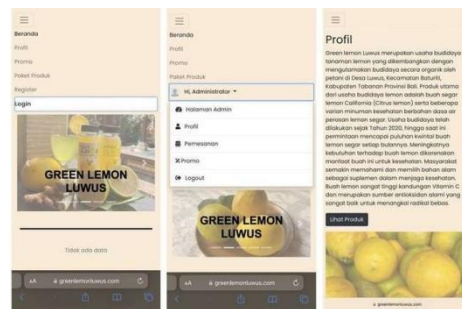 Beranda
Profil
Promo
Paket Produk
Register
Login
GREEN LEMON
LUWUS
Tidak ada data
AA greenlemonluwus.com
Beranda
Profil
Promo
Paket Produk
Hi, Administrator
Halaman Admin
Profil
Pemesanan
Promo
Logout
GREEN LEMON
LUWUS
AA greenlemonluwus.com
Profil
Green lemon Luwus merupakan usaha budidaya
tanaman lemon yang dikembangkan dengan
mengutamakan budidaya secara organik oleh
petani di Desa Luwus, Kecamatan Baturiti,
Kabupaten Tabanan Provinsi Bali. Produk utama
dari usaha budidaya lemon adalah buah segar
lemon California (Citrus lemon) serta beberapa
varian minuman kesehatan berbahan dasar air
perasan lemon segar. Usaha budidaya telah
dilakukan sejak Tahun 2020, hingga saat ini
permintaan mencapai puluhan kwintal buah
lemon segar setiap bulannya. Meningkatnya
kebutuhan terhadap buah lemon dikarenakan
manfaat buah ini untuk kesehatan. Masyarakat
semakin memahami dan memilih bahan alam
sebagai suplemen dalam menjaga kesehatan.
Buah lemon sangat tinggi kandungan Vitamin C
dan merupakan sumber antioksidan alami yang
sangat baik untuk menangkal radikal bebas.
Lihat Produk
greenlemonluwus.com